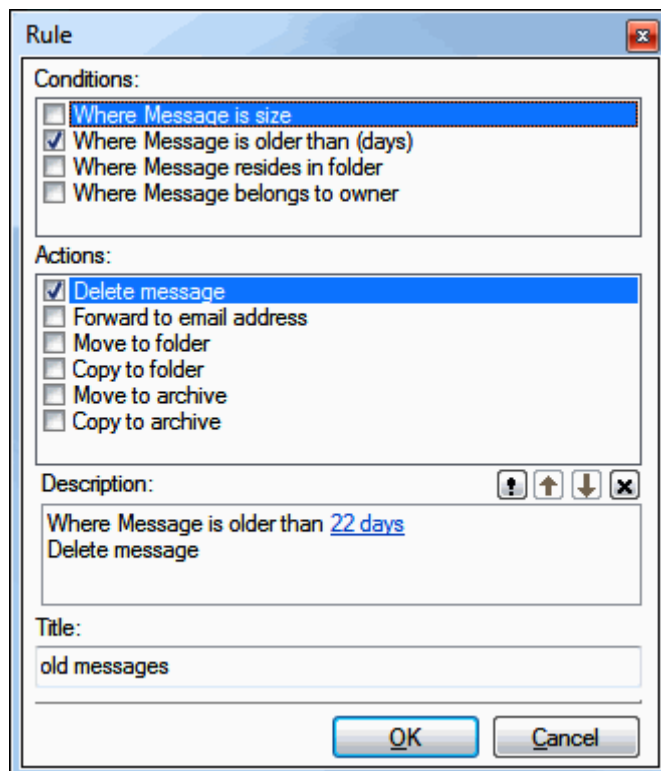 Rule
Conditions:
Where Message is size
Where Message is older than (days)
Where Message resides in folder
Where Message belongs to owner
Actions:
Delete message
Forward to email address
Move to folder
Copy to folder
Move to archive
Copy to archive
Description:
Where Message is older than 22 days
Delete message
Title:
old messages
OK Cancel